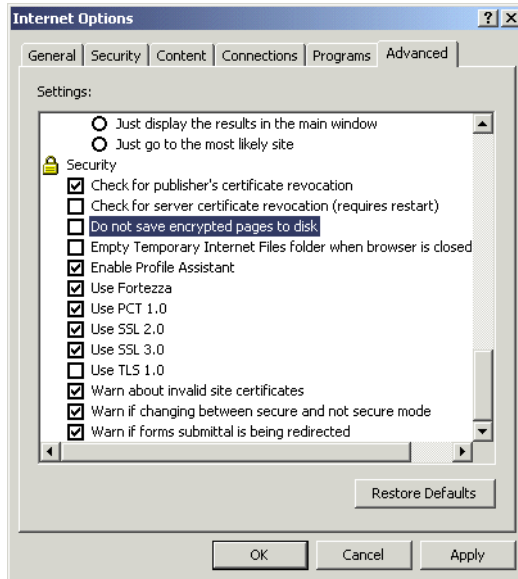 Internet Options
General Security Content Connections Programs Advanced
Settings:
Just display the results in the main window
Just go to the most likely site
Security
Check for publisher's certificate revocation
Check for server certificate revocation (requires restart)
Do not save encrypted pages to disk
Empty Temporary Internet Files folder when browser is closed
Enable Profile Assistant
Use Fortezza
Use PCT 1.0
Use SSL 2.0
Use SSL 3.0
Use TLS 1.0
Warn about invalid site certificates
Warn if changing between secure and not secure mode
Warn if forms submittal is being redirected
Restore Defaults
OK Cancel Apply